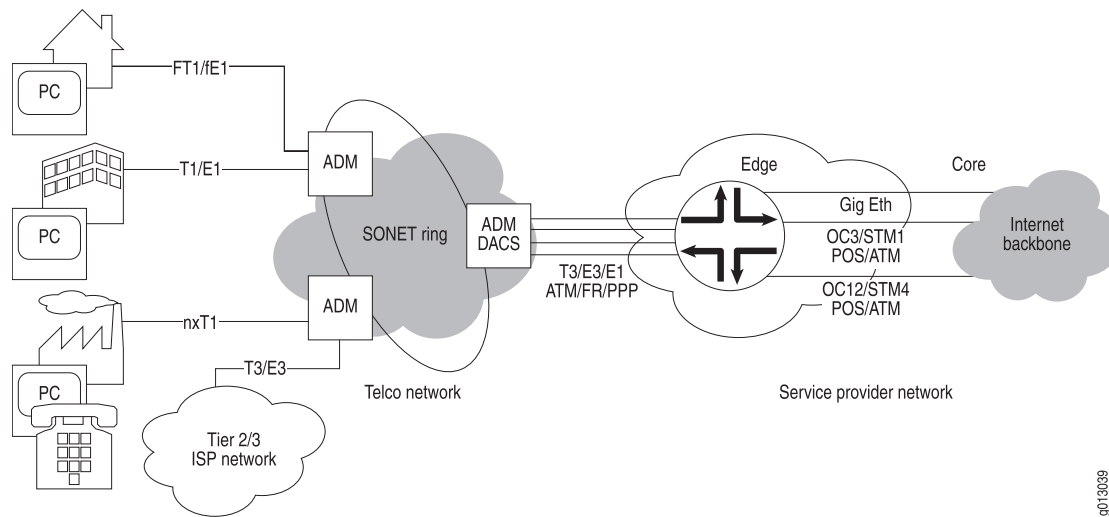 PC
FT1/fE1
PC
T1/E1
ADM
SONET ring
ADM
DACS
T3/E3/E1
ATM/FR/PPP
Edge
Core
Gig Eth
OC3/STM1
POS/ATM
OC12/STM4
POS/ATM
Internet
backbone
nxT1
ADM
PC
T3/E3
Tier 2/3
ISP network
Telco network
Service provider network
g013039